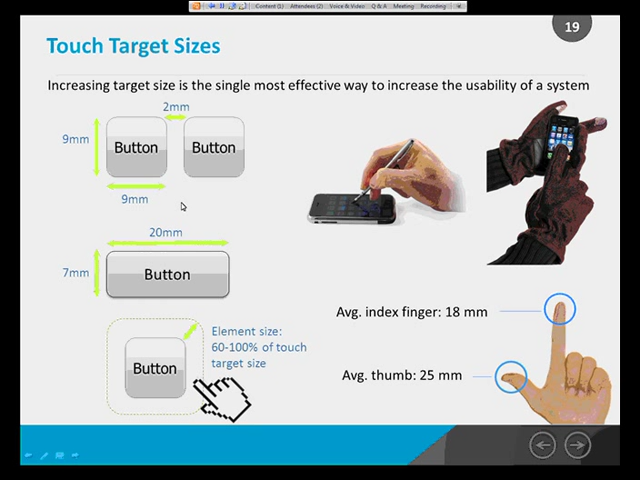 Content (1) Attendees (2) Voice & Video Q & A Meeting Recording
19
Touch Target Sizes
Increasing target size is the single most effective way to increase the usability of a system
2mm
9mm
Button Button
9mm
20mm
7mm
Button
Avg. index finger: 18 mm
Element size:
60-100% of touch
target size
Button
Avg. thumb: 25 mm